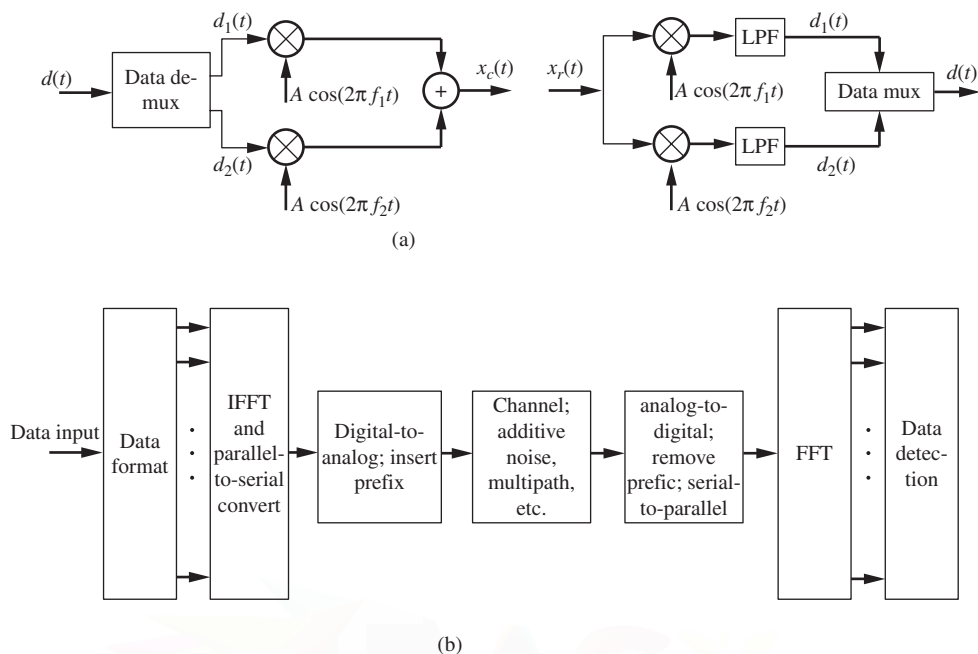 d(t)
Data de-
mux
d₁(t)
d₂(t)
A cos(2π f₁t)
A cos(2π f₂t)
+
x_c(t)
x_r(t)
A cos(2π f₁t)
A cos(2π f₂t)
LPF
LPF
d₁(t)
d₂(t)
Data mux
d(t)
(a)
Data input
Data
format
IFFT
and
parallel-
to-serial
convert
Digital-to-
analog; insert
prefix
Channel;
additive
noise,
multipath,
etc.
analog-to-
digital;
remove
prefic; serial-
to-parallel
FFT
Data
detec-
tion
(b)